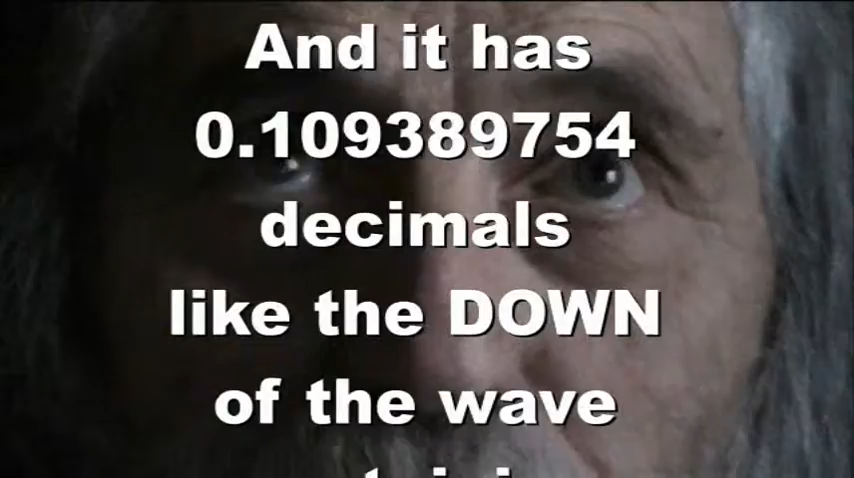 And it has
0.109389754
decimals
like the DOWN
of the wave